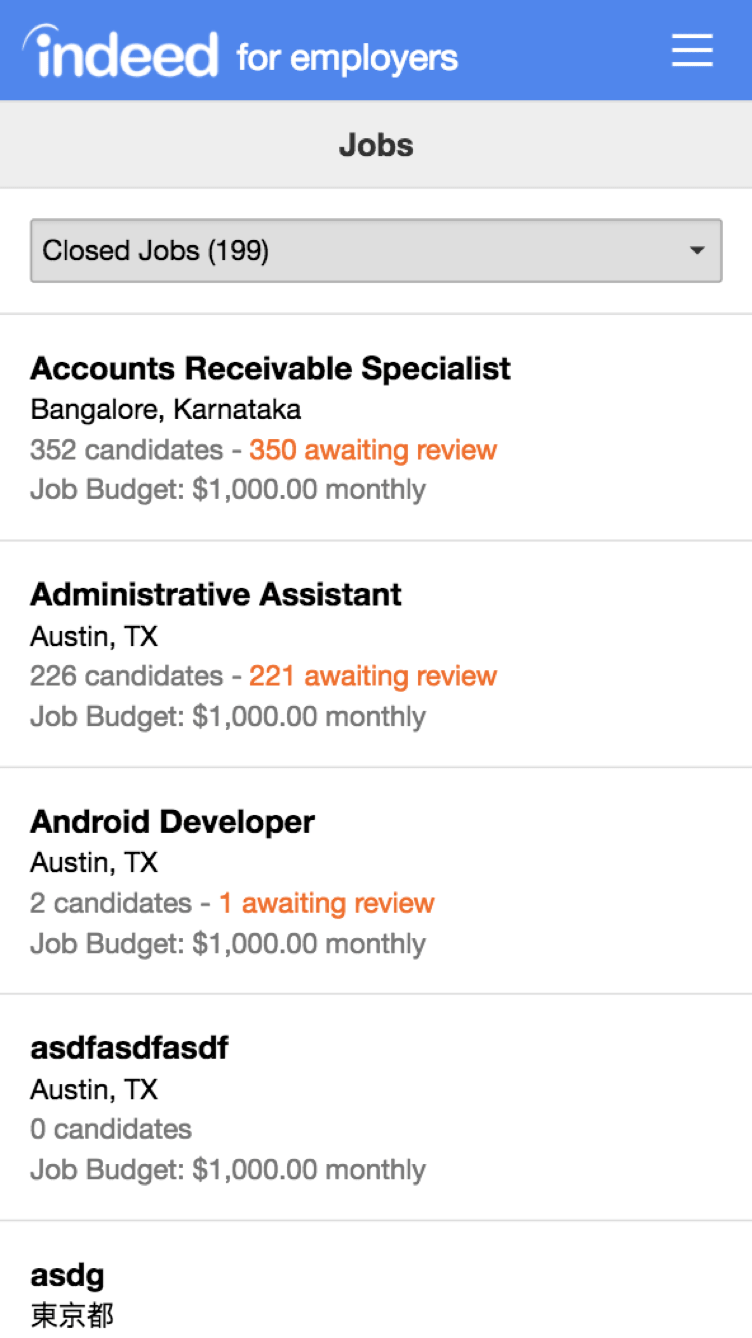 indeed for employers
Jobs
Closed Jobs (199)
Accounts Receivable Specialist
Bangalore, Karnataka
352 candidates - 350 awaiting review
Job Budget: $1,000.00 monthly
Administrative Assistant
Austin, TX
226 candidates - 221 awaiting review
Job Budget: $1,000.00 monthly
Android Developer
Austin, TX
2 candidates - 1 awaiting review
Job Budget: $1,000.00 monthly
asdfasdfasdf
Austin, TX
0 candidates
Job Budget: $1,000.00 monthly
asdg
東京都